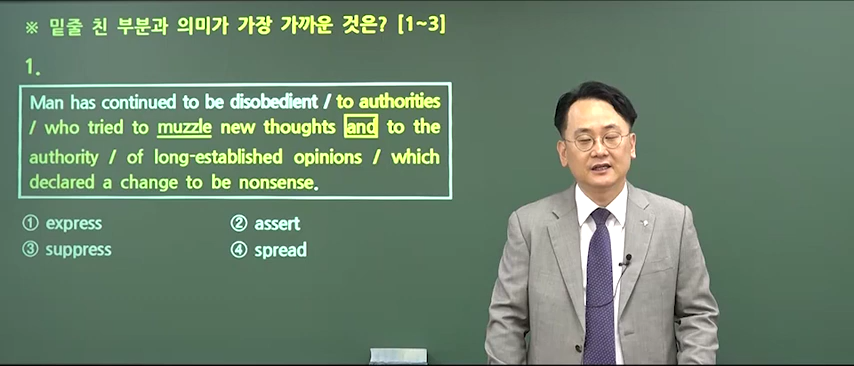 ※ 밑줄 친 부분과 의미가 가장 가까운 것은? [1~3]
1.
Man has continued to be disobedient / to authorities
/ who tried to muzzle new thoughts and to the
authority / of long-established opinions / which
declared a change to be nonsense.
① express ② assert
③ suppress ④ spread